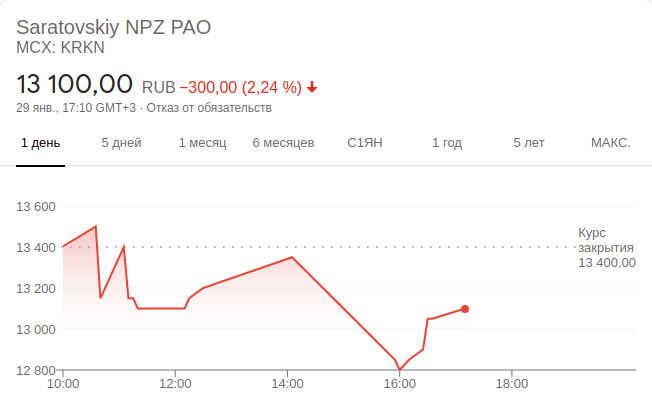 Saratovskiy NPZ PAO
MCX: KRKN
13 100,00 RUB −300,00 (2,24 %)
29 янв., 17:10 GMT+3 · Отказ от обязательств
1 день 5 дней 1 месяц 6 месяцев С1ЯН 1 год 5 лет МАКС.
13 600
13 400
13 200
13 000
12 800
Курс
закрытия
13 400,00
10:00 12:00 14:00 16:00 18:00